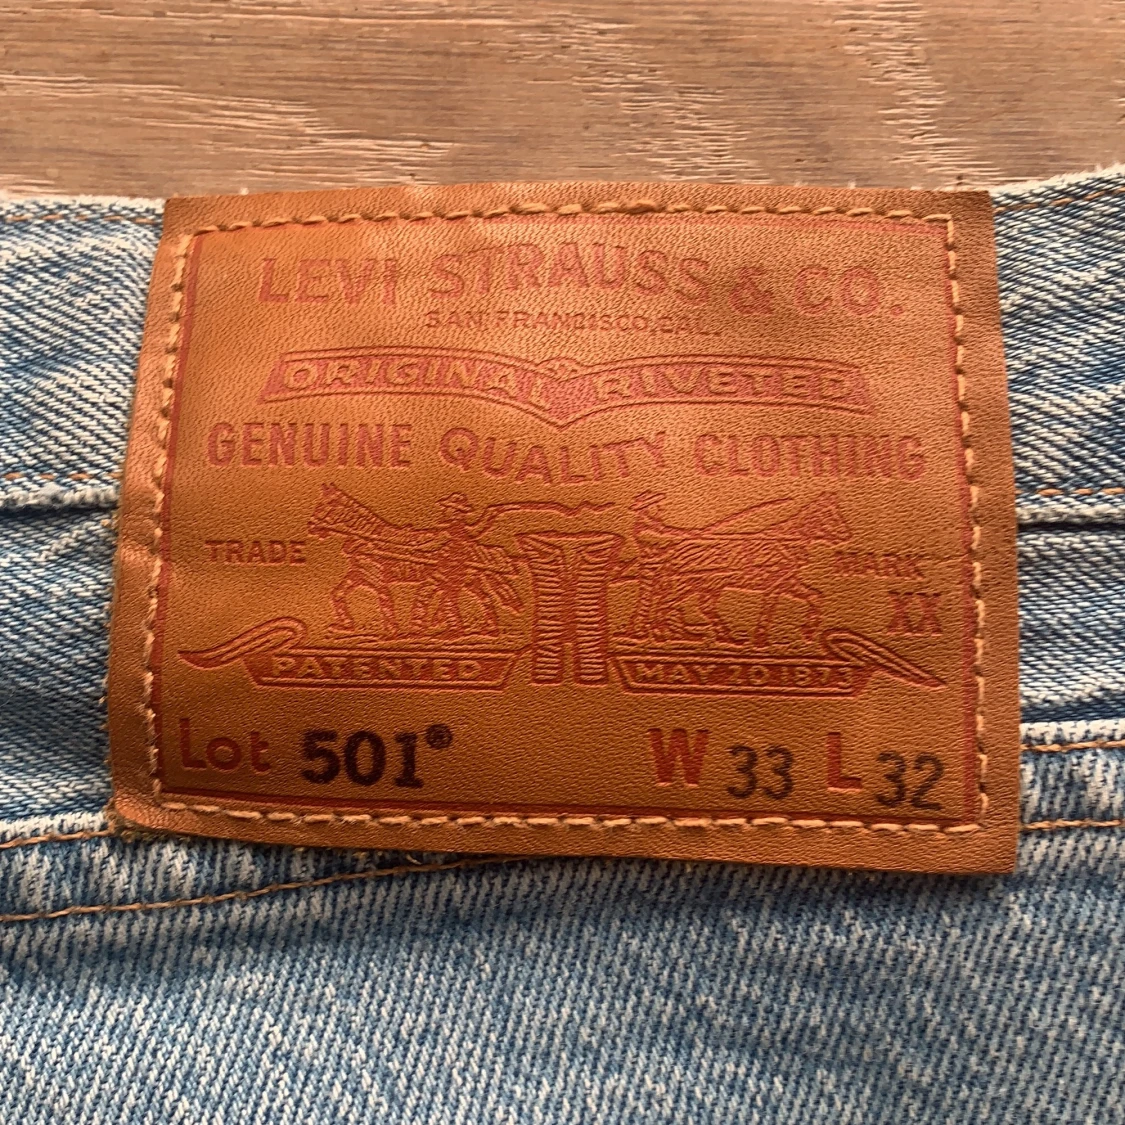 LEVI STRAUSS & CO.
SAN FRANCISCO, CAL.
ORIGINAL RIVETED
GENUINE QUALITY CLOTHING
TRADE MARK
XX
PATENTED MAY 20 1873
Lot 501® W 33 L 32